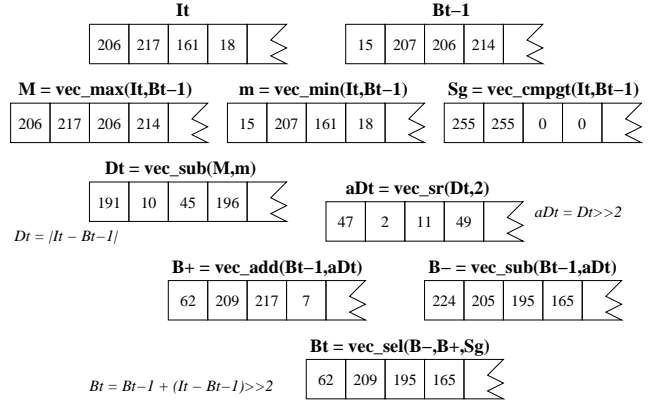 It Bt−1
206 217 161 18 15 207 206 214
M = vec_max(It,Bt−1) m = vec_min(It,Bt−1) Sg = vec_cmpgt(It,Bt−1)
206 217 206 214 15 207 161 18 255 255 0 0
Dt = vec_sub(M,m)
aDt = vec_sr(Dt,2)
191 10 45 196
47 2 11 49
aDt = Dt>>2
Dt = |It − Bt−1|
B+ = vec_add(Bt−1,aDt) B− = vec_sub(Bt−1,aDt)
62 209 217 7 224 205 195 165
Bt = vec_sel(B−,B+,Sg)
62 209 195 165
Bt = Bt−1 + (It − Bt−1)>>2